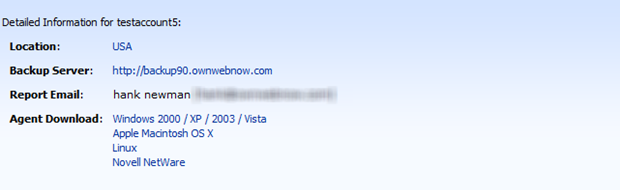 Detailed Information for testaccount5:
Location: USA
Backup Server: http://backup90.ownwebnow.com
Report Email: hank newman
Agent Download: Windows 2000 / XP / 2003 / Vista
Apple Macintosh OS X
Linux
Novell NetWare